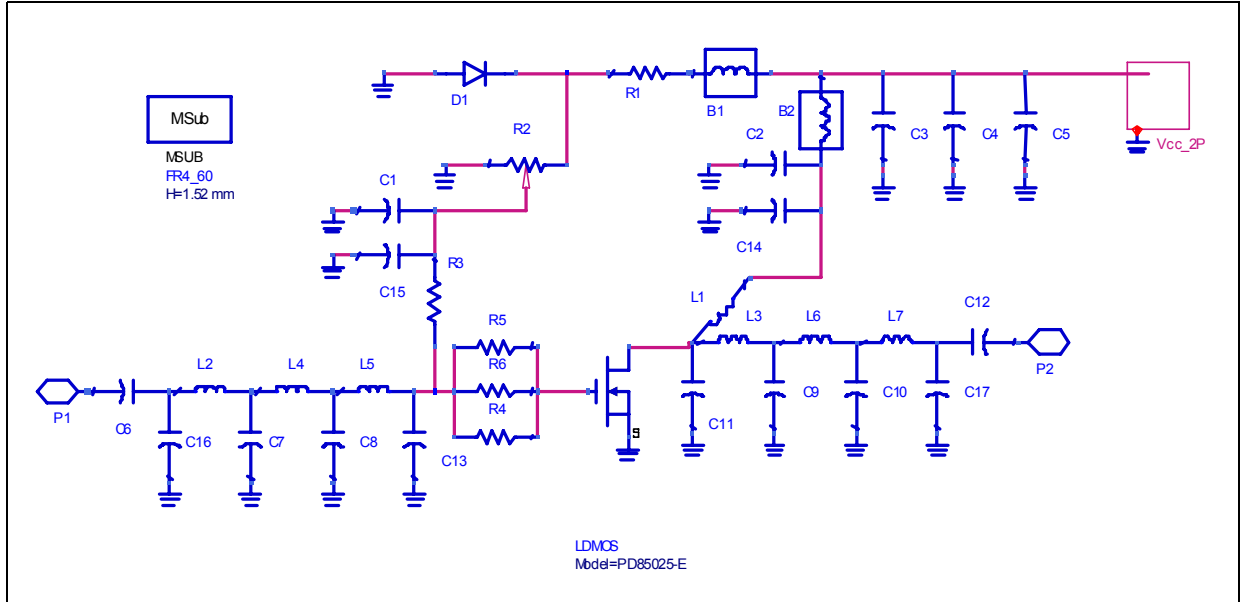 D1
R1
B1
B2
MSub
R2
C2
C3
C4
C5
Vcc_2P
MSUB
FR4_60
H=1.52 mm
C1
C14
R3
C15
L1
C12
R5
L3
L6
L7
L2
L4
L5
R6
P2
P1
C6
R4
C9
C10
C17
C16
C7
C8
C11
C13
S
LDMOS
Model=PD85025-E